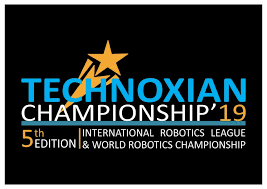 TECHNOXIAN
CHAMPIONSHIP'19
5th EDITION
INTERNATIONAL ROBOTICS LEAGUE
& WORLD ROBOTICS CHAMPIONSHIP